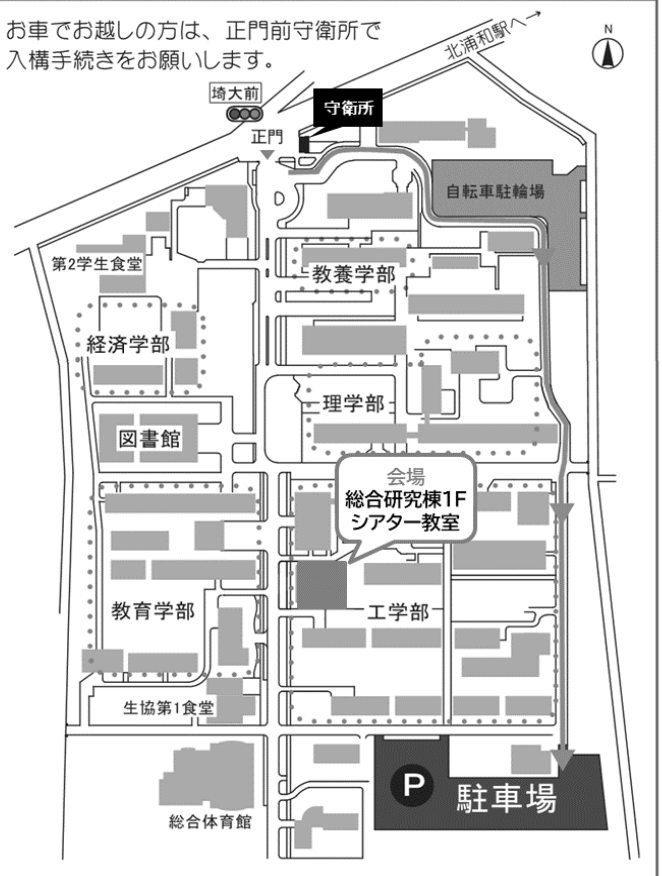 お車でお越しの方は、正門前守衛所で
入構手続きをお願いします。
北浦和駅へ→
N
埼大前
守衛所
正門
自転車駐輪場
第2学生食堂
教養学部
経済学部
理学部
図書館
会場
総合研究棟1F
シアター教室
教育学部
工学部
生協第1食堂
P
駐車場
総合体育館